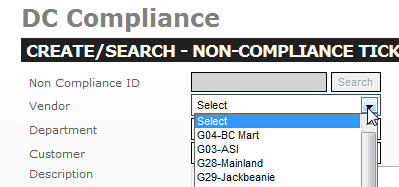 DC Compliance
CREATE/SEARCH - NON-COMPLIANCE TICK
Non Compliance ID Search
Vendor Select
Select
Department G04-BC Mart
G03-ASI
Customer G28-Mainland
Description G29-Jackbeanie